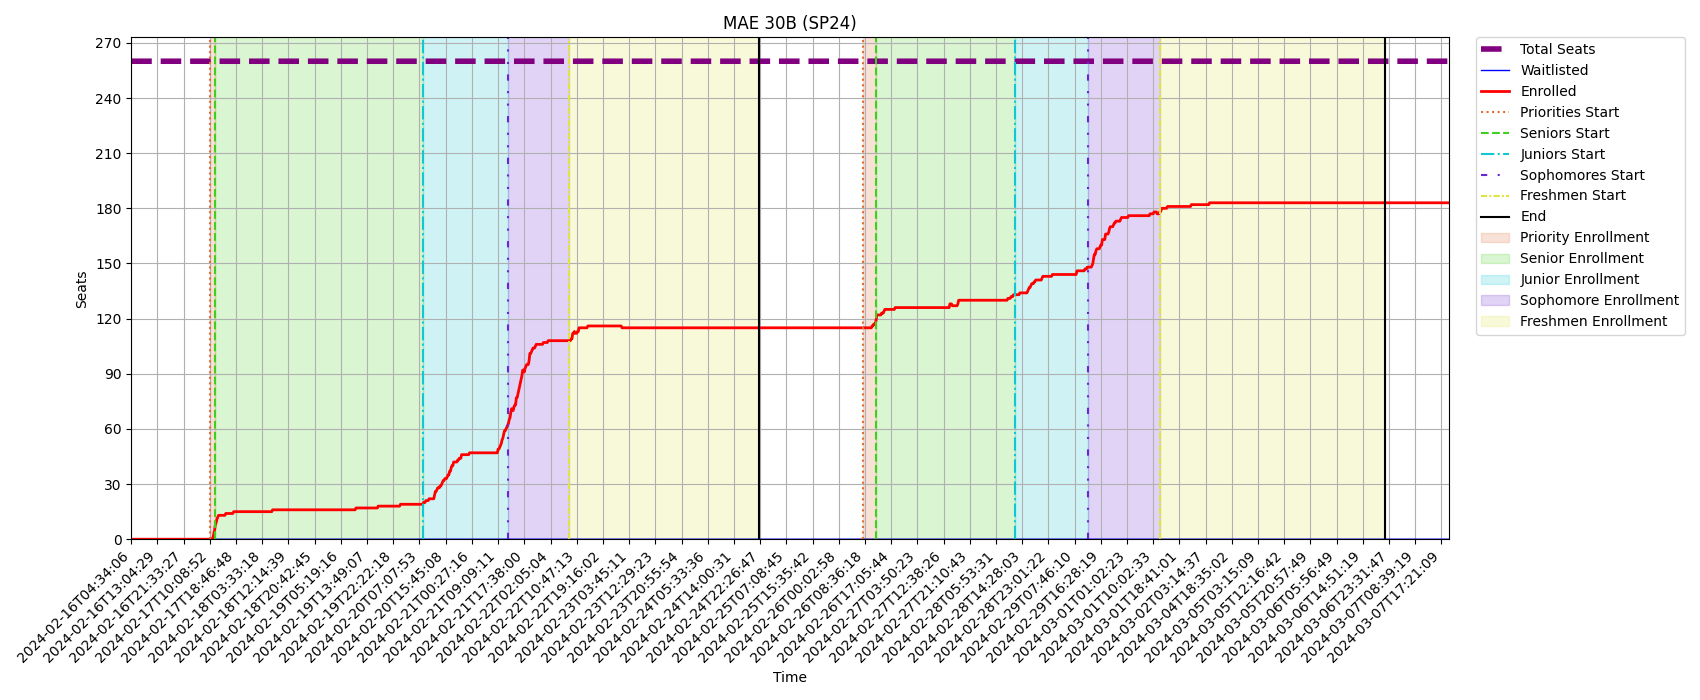 MAE 30B (SP24)
Seats
270
240
210
180
150
120
90
60
30
0
2024-02-16T04:34:06
2024-02-16T13:04:29
2024-02-16T21:33:27
2024-02-17T10:08:52
2024-02-17T18:46:48
2024-02-18T03:33:18
2024-02-18T12:14:39
2024-02-18T20:42:45
2024-02-19T05:19:16
2024-02-19T13:49:07
2024-02-19T22:22:18
2024-02-20T07:07:53
2024-02-20T15:45:08
2024-02-21T00:27:16
2024-02-21T09:09:11
2024-02-21T17:38:00
2024-02-22T02:05:04
2024-02-22T10:47:13
2024-02-22T19:16:02
2024-02-23T03:45:11
2024-02-23T12:29:23
2024-02-23T20:55:54
2024-02-24T05:33:36
2024-02-24T14:00:31
2024-02-24T22:26:47
2024-02-25T07:08:45
2024-02-25T15:35:42
2024-02-26T00:02:58
2024-02-26T08:36:18
2024-02-26T17:05:44
2024-02-27T03:50:23
2024-02-27T12:38:26
2024-02-27T21:10:43
2024-02-28T05:53:31
2024-02-28T14:28:03
2024-02-28T23:01:22
2024-02-29T07:46:10
2024-02-29T16:28:19
2024-03-01T01:02:23
2024-03-01T10:02:33
2024-03-01T18:41:01
2024-03-02T03:14:37
2024-03-04T18:35:02
2024-03-05T03:15:09
2024-03-05T12:16:42
2024-03-05T20:57:49
2024-03-06T05:56:49
2024-03-06T14:51:19
2024-03-06T23:31:47
2024-03-07T08:39:19
2024-03-07T17:21:09
Time
Total Seats
Waitlisted
Enrolled
Priorities Start
Seniors Start
Juniors Start
Sophomores Start
Freshmen Start
End
Priority Enrollment
Senior Enrollment
Junior Enrollment
Sophomore Enrollment
Freshmen Enrollment